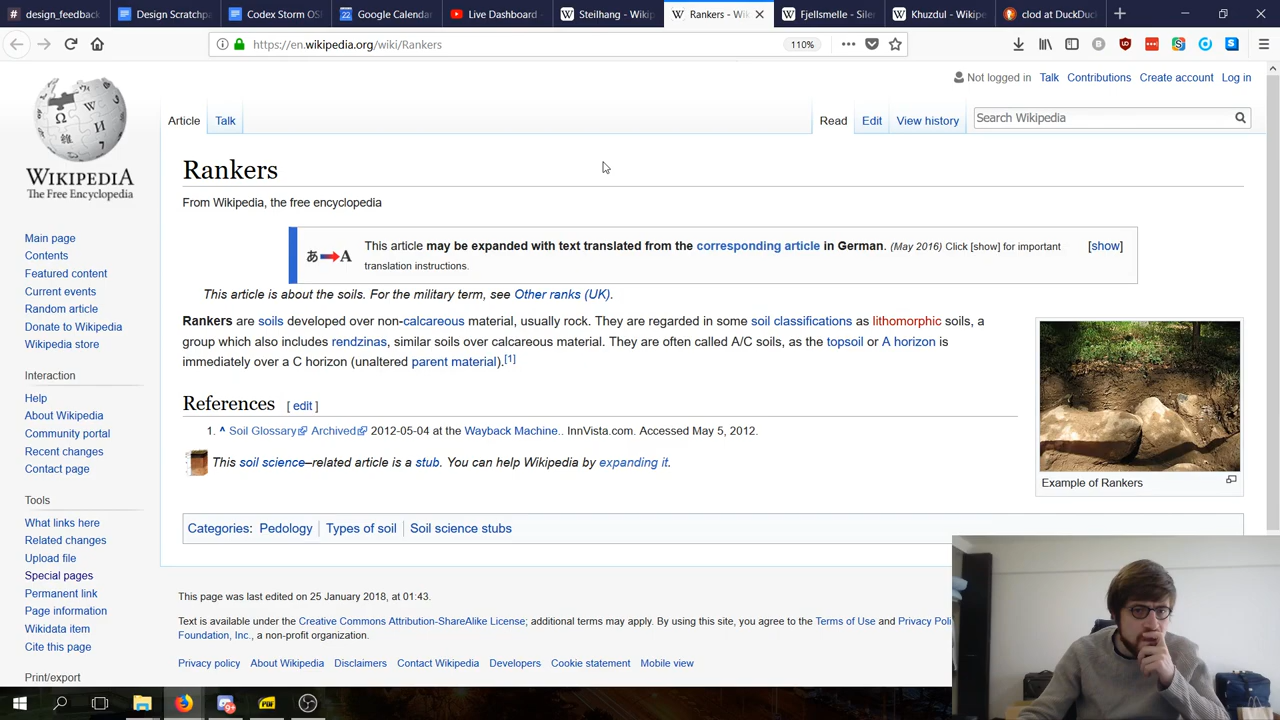 design_feedback
Design Scratchp
Codex Storm OS
Google Calenda
Live Dashboard
Steilhang - Wikip
Rankers - Wi
Fjellsmelle - Siler
Khuzdul - Wikipe
clod at DuckDu
https://en.wikipedia.org/wiki/Rankers
110%
Not logged in Talk Contributions Create account Log in
Article Talk
Read Edit View history
Search Wikipedia
WIKIPEDIA
The Free Encyclopedia
Main page
Contents
Featured content
Current events
Random article
Donate to Wikipedia
Wikipedia store
Interaction
Help
About Wikipedia
Community portal
Recent changes
Contact page
Tools
What links here
Related changes
Upload file
Special pages
Permanent link
Page information
Wikidata item
Cite this page
Print/export
Rankers
From Wikipedia, the free encyclopedia
あ A
This article may be expanded with text translated from the corresponding article in German. (May 2016) Click [show] for important
translation instructions.
[show]
This article is about the soils. For the military term, see Other ranks (UK).
Rankers are soils developed over non-calcareous material, usually rock. They are regarded in some soil classifications as lithomorphic soils, a
group which also includes rendzinas, similar soils over calcareous material. They are often called A/C soils, as the topsoil or A horizon is
immediately over a C horizon (unaltered parent material).[1]
Example of Rankers
References [ edit ]
1. ^ Soil Glossary Archived 2012-05-04 at the Wayback Machine.. InnVista.com. Accessed May 5, 2012.
This soil science–related article is a stub. You can help Wikipedia by expanding it.
Categories: Pedology | Types of soil | Soil science stubs
This page was last edited on 25 January 2018, at 01:43.
Text is available under the Creative Commons Attribution-ShareAlike License; additional terms may apply. By using this site, you agree to the Terms of Use and Privacy Poli
Foundation, Inc., a non-profit organization.
Privacy policy About Wikipedia Disclaimers Contact Wikipedia Developers Cookie statement Mobile view